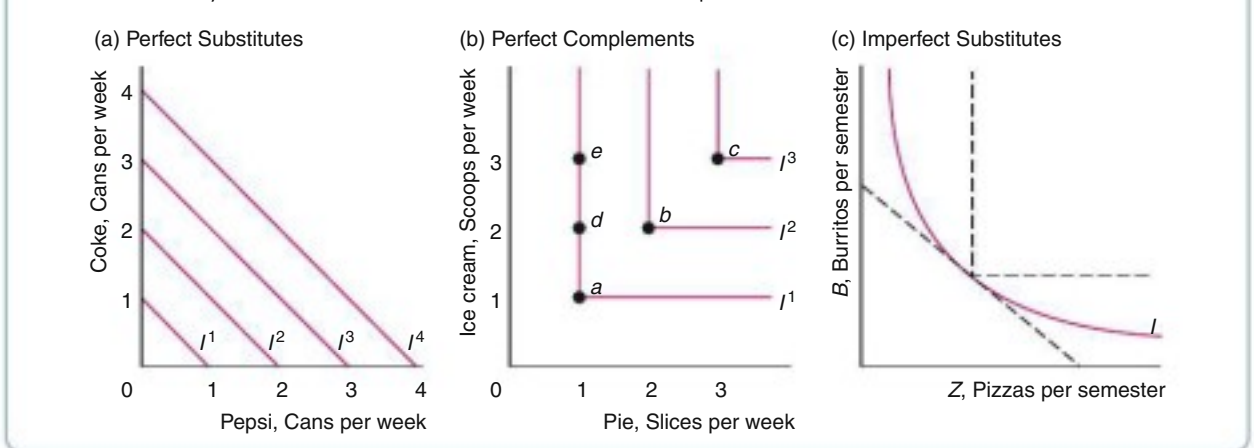 (a) Perfect Substitutes
Coke, Cans per week
4
3
2
1
I1
I2
I3
I4
0
1
2
3
4
Pepsi, Cans per week
(b) Perfect Complements
Ice cream, Scoops per week
3
2
1
e
d
a
b
c
I3
I2
I1
0
1
2
3
Pie, Slices per week
(c) Imperfect Substitutes
B, Burritos per semester
I
Z, Pizzas per semester